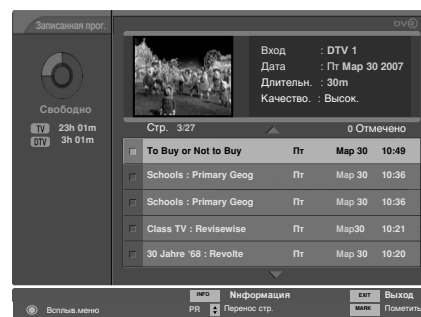 Записанная прог.
DVR
Свободно
TV 23h 01m
DTV 3h 01m
Вход : DTV 1
Дата : Пт Мар 30 2007
Длительн. : 30m
Качество. : Высок.
Стр. 3/27 0 Отмечено
To Buy or Not to Buy Пт Мар 30 10:49
Schools : Primary Geog Пт Мар 30 10:36
Schools : Primary Geog Пт Мар 30 10:36
Class TV : Revisewise Пт Мар30 10:21
30 Jahre '68 : Revolte Пт Мар 30 10:20
INFO Nнформация EXIT Выход
Всплыв.меню PR Перенос стр. MARK Пометить